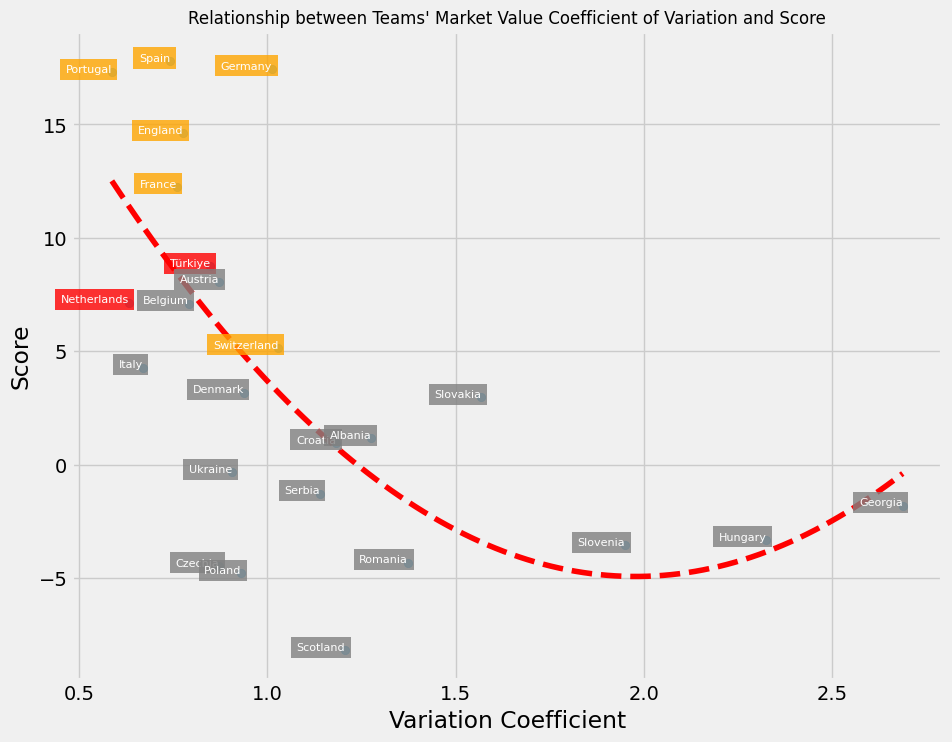 Relationship between Teams' Market Value Coefficient of Variation and Score
Spain
Portugal
Germany
15
England
France
10
Türkiye
Austria
Netherlands
Belgium
Switzerland
5
Italy
Denmark
Slovakia
Albania
Croatia
0
Ukraine
Serbia
Georgia
Hungary
Slovenia
Romania
Poland
−5
Scotland
Score
0.5
1.0
1.5
2.0
2.5
Variation Coefficient